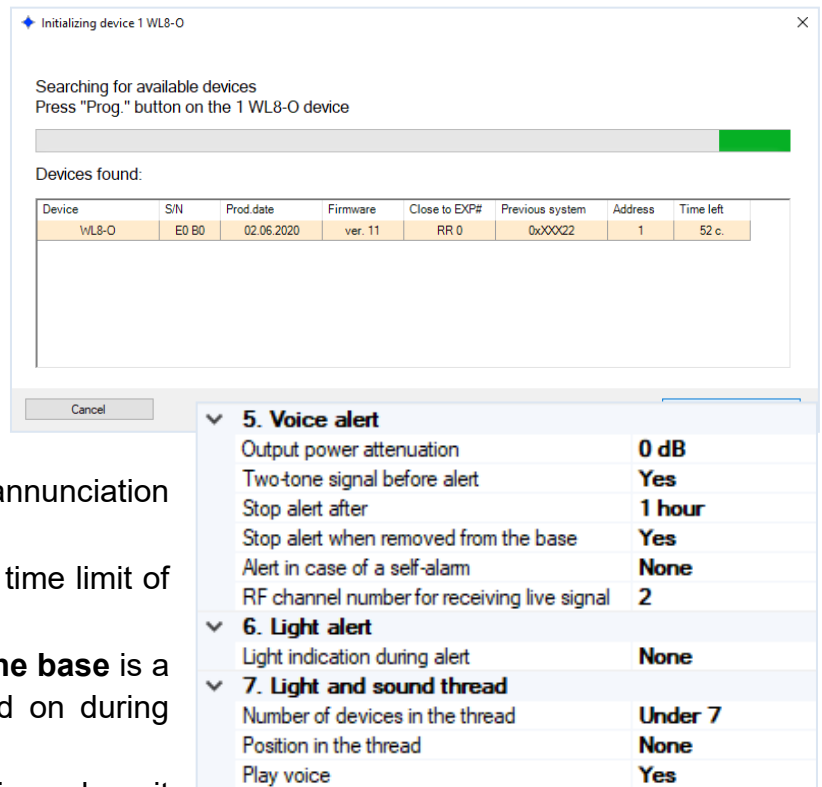 Initializing device 1 WL8-O
Searching for available devices
Press "Prog." button on the 1 WL8-O device
Devices found:
Device S/N Prod.date Firmware Close to EXP# Previous system Address Time left
WL8-O E0 B0 02.06.2020 ver. 11 RR 0 0xXXX22 1 52 c.
Cancel
5. Voice alert
Output power attenuation 0 dB
Two-tone signal before alert Yes
Stop alert after 1 hour
Stop alert when removed from the base Yes
Alert in case of a self-alarm None
RF channel number for receiving live signal 2
6. Light alert
Light indication during alert None
7. Light and sound thread
Number of devices in the thread Under 7
Position in the thread None
Play voice Yes
annunciation
time limit of
ne base is a
d on during